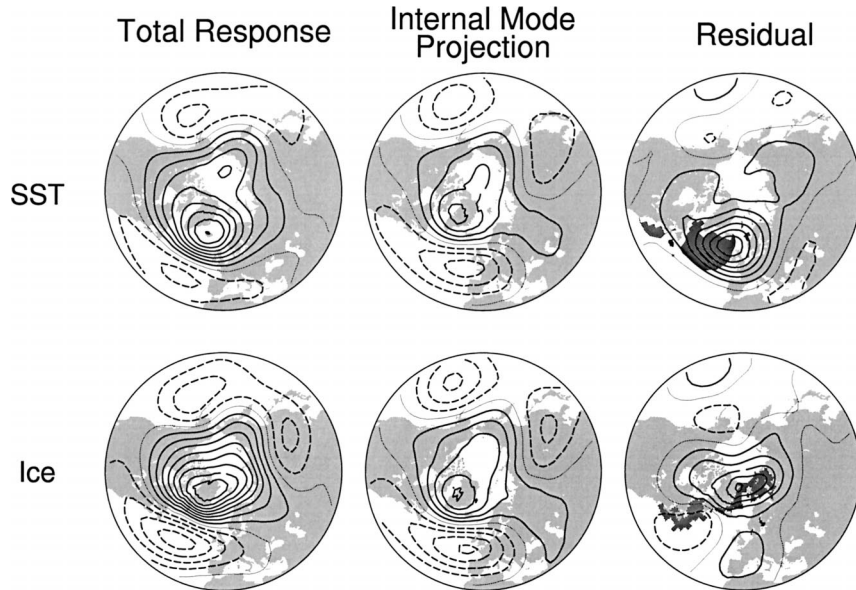 Total Response
Internal Mode
Projection
Residual
SST
Ice